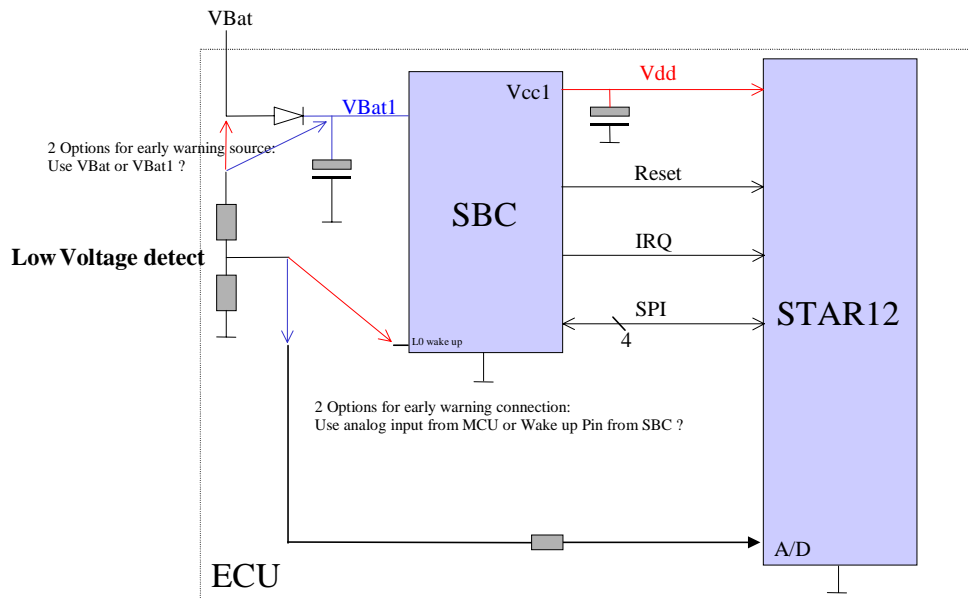 VBat
Vdd
Vcc1
VBat1
2 Options for early warning source:
Use VBat or VBat1 ?
Reset
SBC
IRQ
Low Voltage detect
SPI
STAR12
4
L0 wake up
2 Options for early warning connection:
Use analog input from MCU or Wake up Pin from SBC ?
A/D
ECU